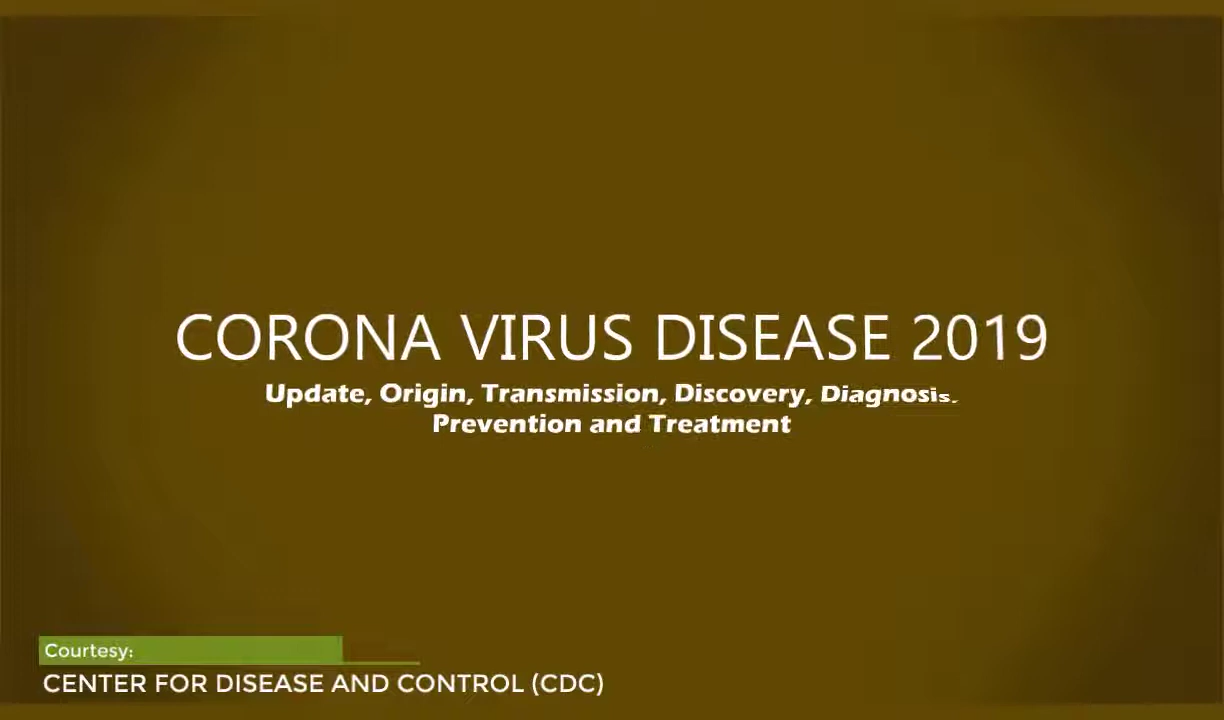 CORONA VIRUS DISEASE 2019
Update, Origin, Transmission, Discovery, Diagnosis.
Prevention and Treatment
Courtesy:
CENTER FOR DISEASE AND CONTROL (CDC)